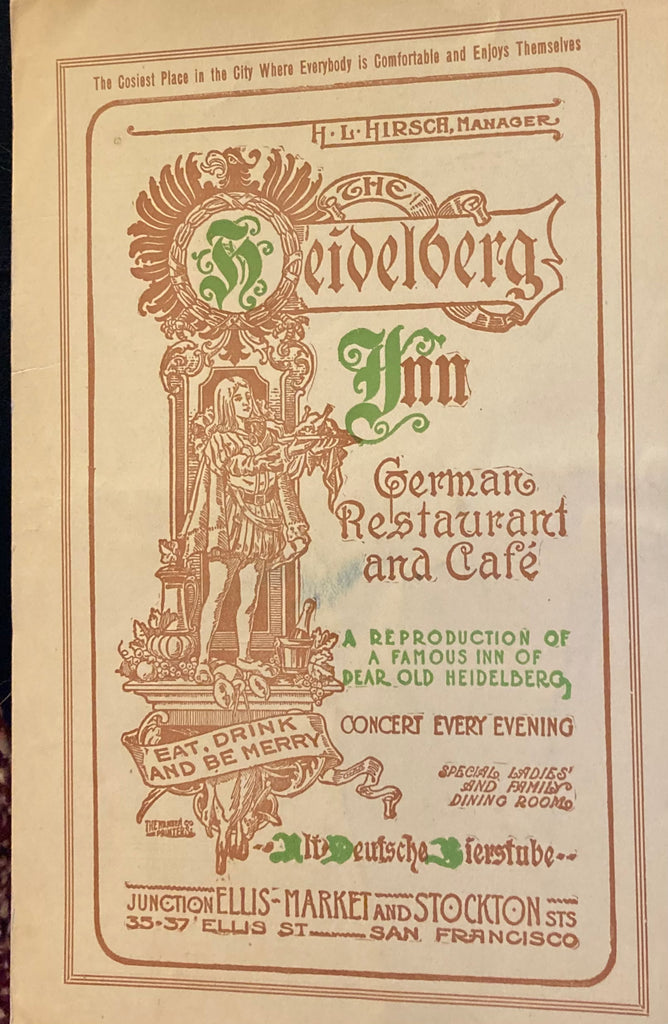 The Cosiest Place in the City Where Everybody is Comfortable and Enjoys Themselves
H. L. HIRSCH, MANAGER
THE
Heidelberg
Inn
German
Restaurant
and Café
A REPRODUCTION OF
A FAMOUS INN OF
DEAR OLD HEIDELBERG
CONCERT EVERY EVENING
EAT, DRINK
AND BE MERRY
SPECIAL LADIES'
AND FAMILY
DINING ROOM
Alt Deutsche Bierstube
JUNCTION ELLIS-MARKET AND STOCKTON STS
35-37 ELLIS ST SAN FRANCISCO